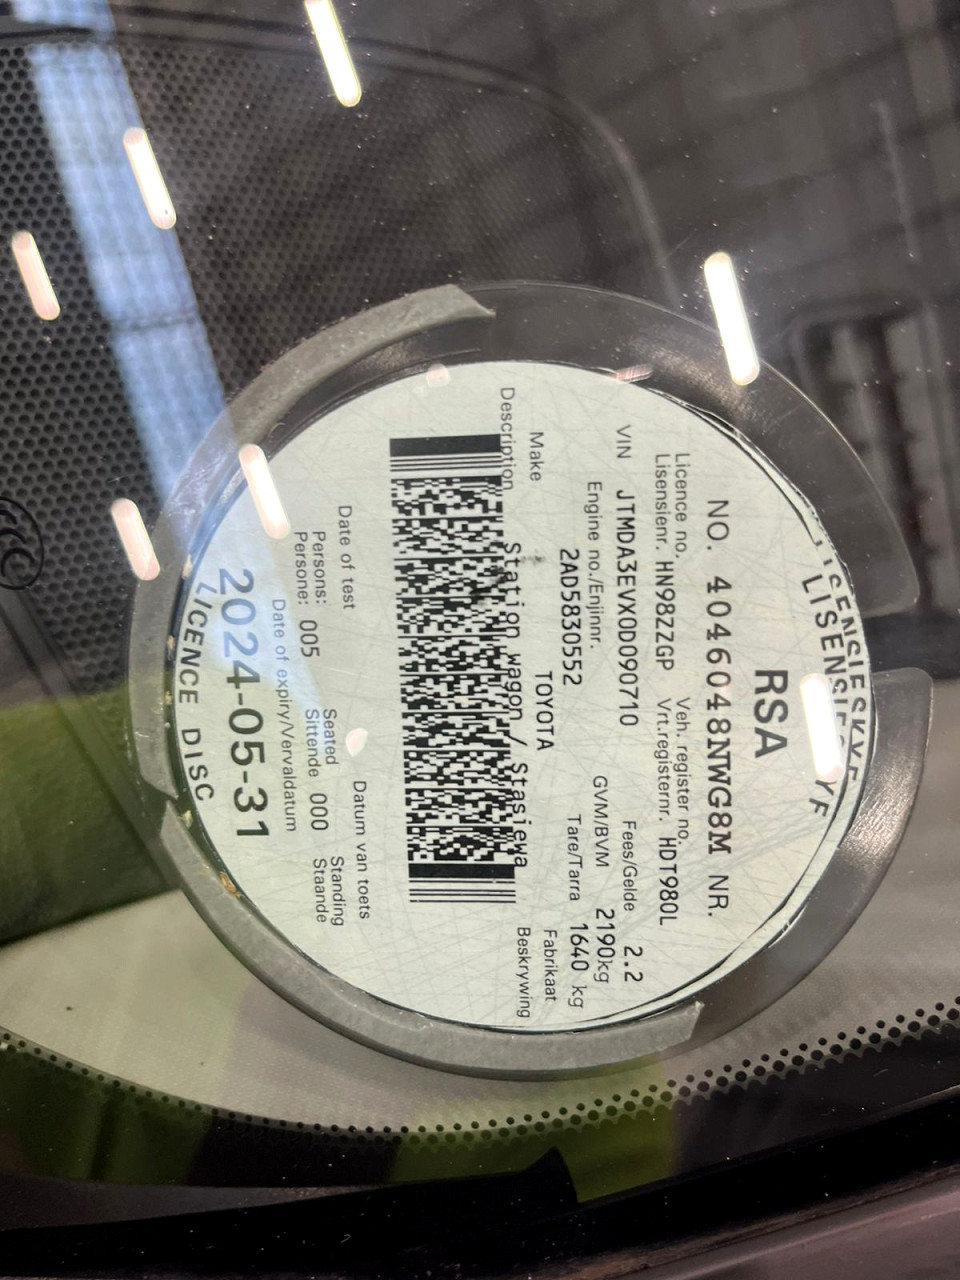 LISENSIESKYF
LISENSIESKYF
RSA
NO. 4046048NWG8M NR.
Licence no. Veh. register no.
Lisensienr. HN98ZZGP Vrt.registernr. HDT980L
VIN JTMDA3EVX0D090710 Fees/Gelde 2.2
Engine no./Enjinnr. GVM/BVM 2190kg
2AD5830552 Tare/Tarra 1640 kg
Make TOYOTA Fabrikaat
Description Station wagon / Stasiewa Beskrywing
Date of test Datum van toets
Persons: Seated Standing
Persone: 005 Sittende 000 Staande
Date of expiry/Vervaldatum
2024-05-31
LICENCE DISC